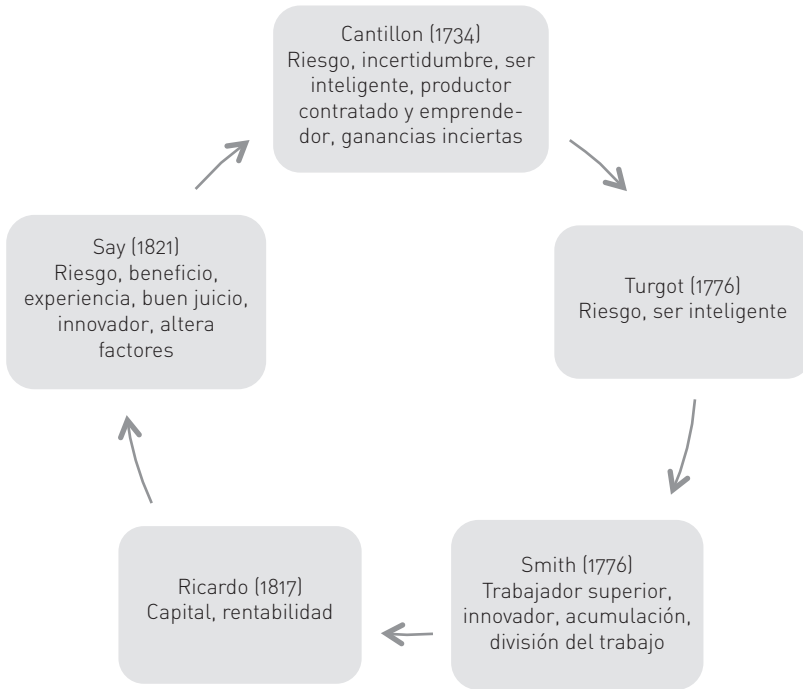 Cantillon (1734)
Riesgo, incertidumbre, ser
inteligente, productor
contratado y emprende-
dor, ganancias inciertas
Turgot (1776)
Riesgo, ser inteligente
Smith (1776)
Trabajador superior,
innovador, acumulación,
división del trabajo
Ricardo (1817)
Capital, rentabilidad
Say (1821)
Riesgo, beneficio,
experiencia, buen juicio,
innovador, altera
factores